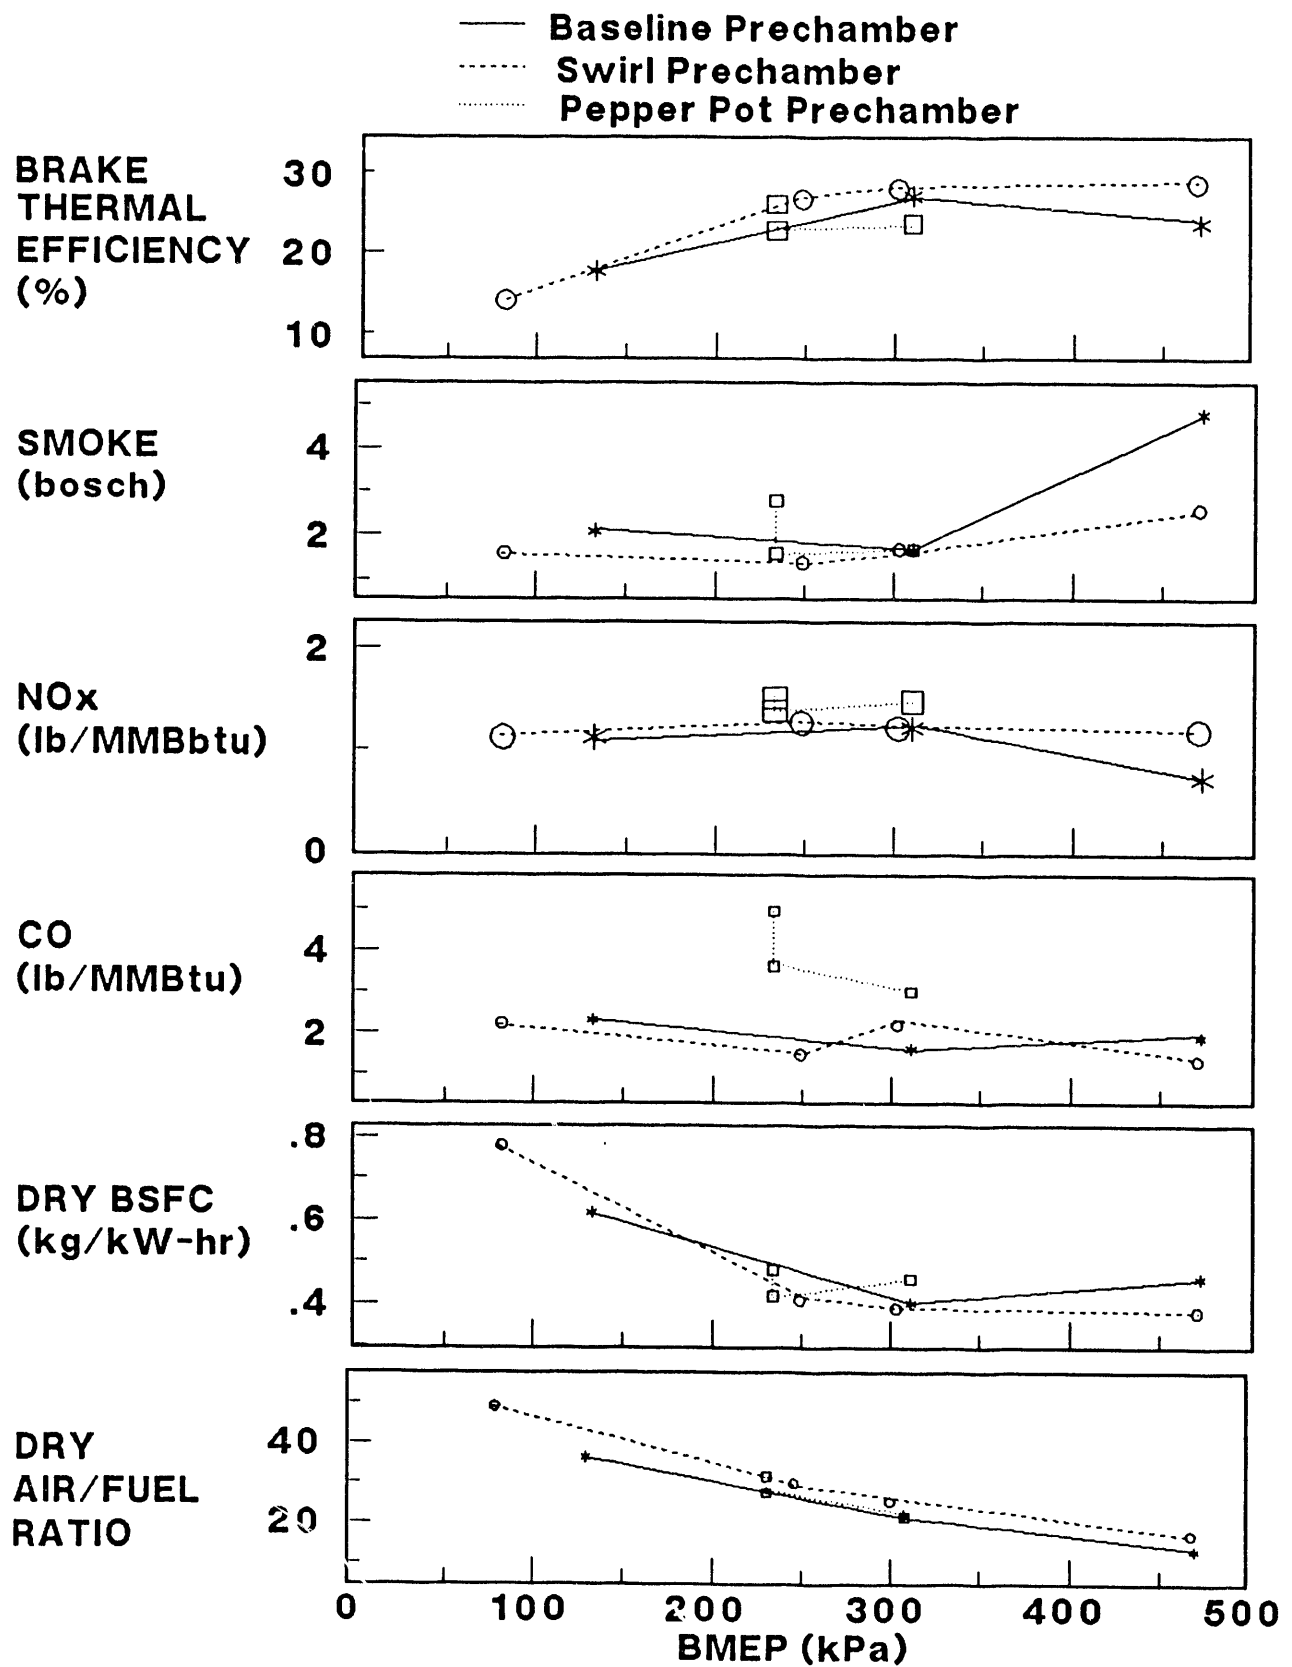 Baseline Prechamber
Swirl Prechamber
Pepper Pot Prechamber
BRAKE
THERMAL
EFFICIENCY
(%)
30
20
10
SMOKE
(bosch)
4
2
NOx
(lb/MMBbtu)
2
0
CO
(lb/MMBtu)
4
2
DRY BSFC
(kg/kW-hr)
.8
.6
.4
DRY
AIR/FUEL
RATIO
40
20
0 100 200 300 400 500
BMEP (kPa)